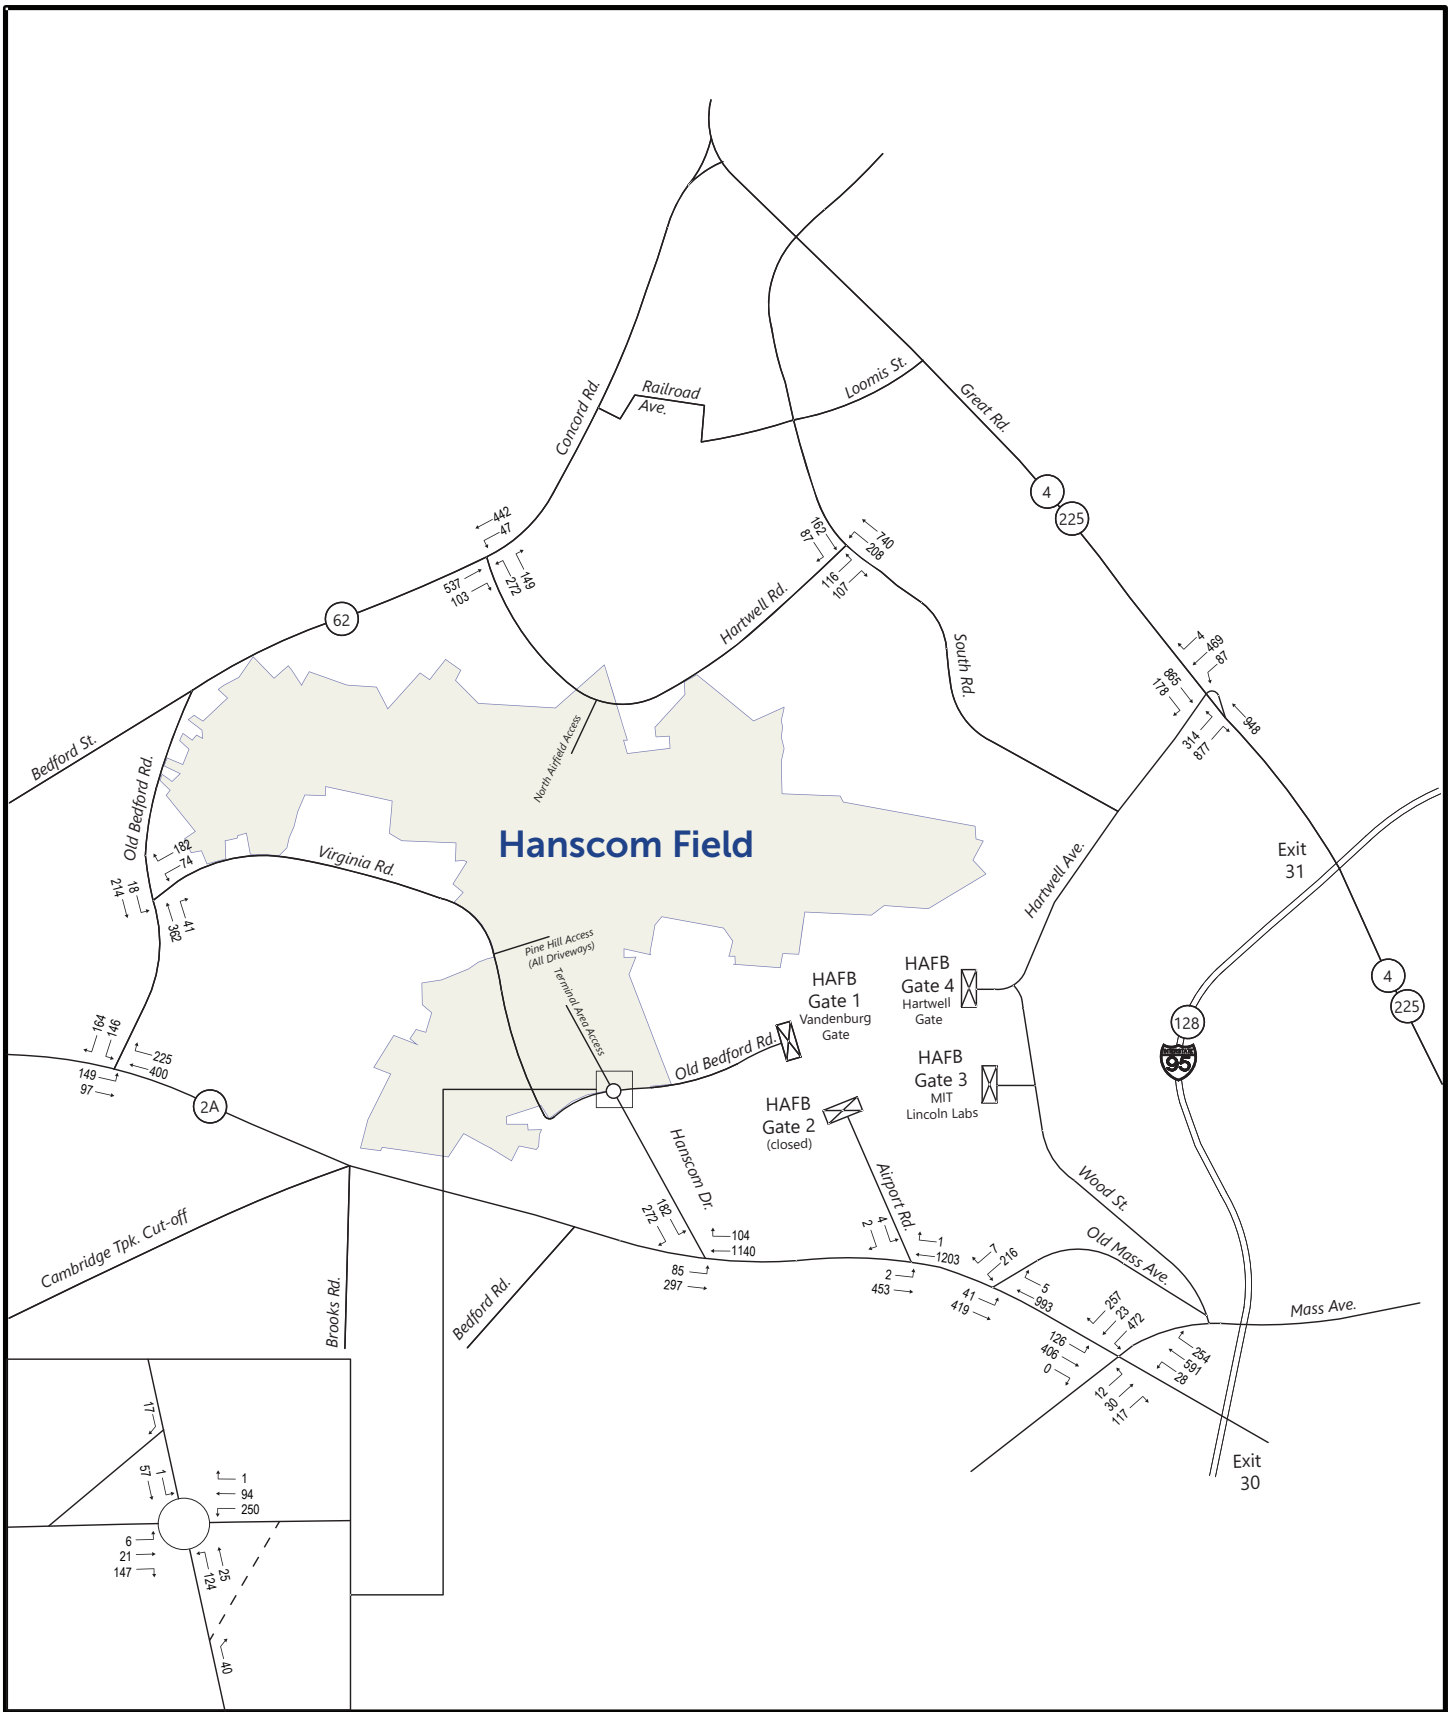 Concord Rd.
Railroad
Ave.
Loomis St.
Great Rd.
4
225
442
47
537
103
272
149
162
87
740
208
116
107
62
Hartwell Rd.
South Rd.
4
469
87
865
178
948
314
877
Bedford St.
Old Bedford Rd.
North Airfield Access
Hanscom Field
Virginia Rd.
182
74
18
214
362
41
Hartwell Ave.
Exit
31
Pine Hill Access
(All Driveways)
Terminal Area Access
HAFB
Gate 1
Vandenburg
Gate
HAFB
Gate 4
Hartwell
Gate
4
225
128
INTERSTATE
95
164
146
225
400
149
97
2A
Old Bedford Rd.
HAFB
Gate 3
MIT
Lincoln Labs
HAFB
Gate 2
(closed)
Hanscom Dr.
Airport Rd.
Wood St.
Old Mass Ave.
Mass Ave.
Cambridge Tpk. Cut-off
Brooks Rd.
Bedford Rd.
182
272
104
1140
85
297
4
2
1
1203
2
453
7
216
5
993
41
419
257
23
472
126
406
0
254
591
28
12
30
117
Exit
30
17
1
57
1
94
250
6
21
147
25
124
40